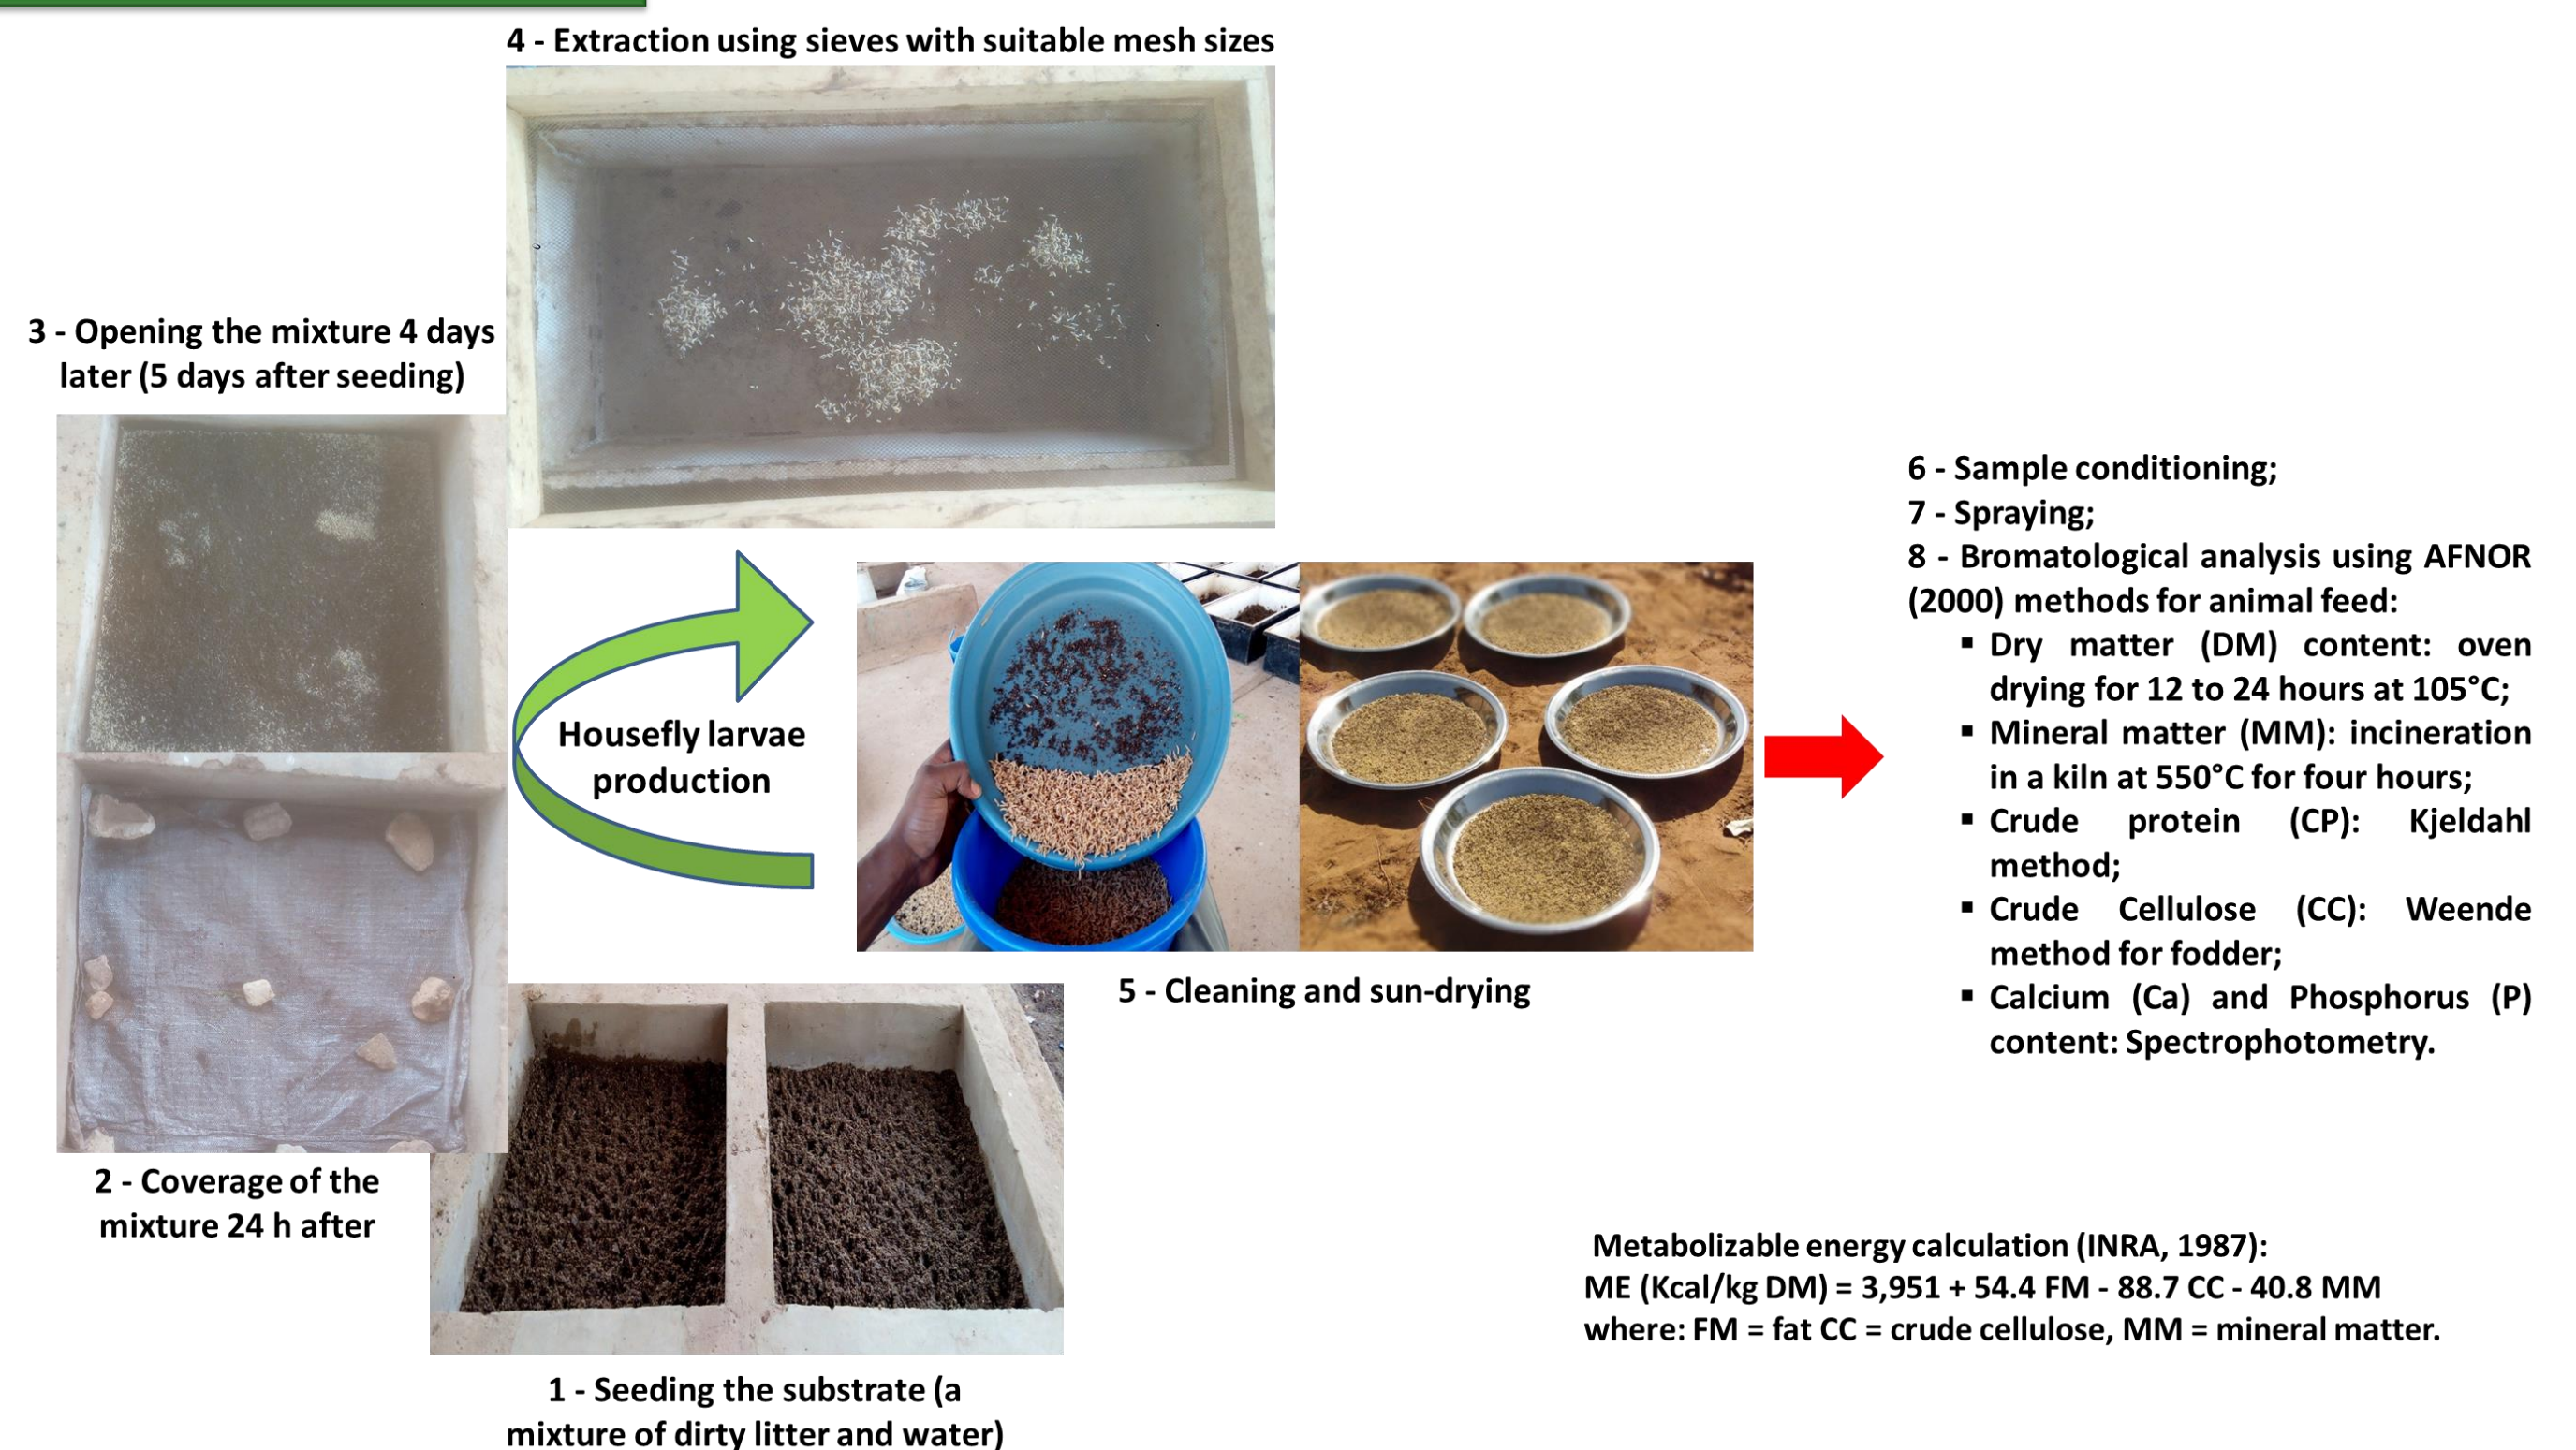 4 - Extraction using sieves with suitable mesh sizes
3 - Opening the mixture 4 days
later (5 days after seeding)
Housefly larvae
production
2 - Coverage of the
mixture 24 h after
1 - Seeding the substrate (a
mixture of dirty litter and water)
5 - Cleaning and sun-drying
6 - Sample conditioning;
7 - Spraying;
8 - Bromatological analysis using AFNOR
(2000) methods for animal feed:
▪ Dry matter (DM) content: oven
drying for 12 to 24 hours at 105°C;
▪ Mineral matter (MM): incineration
in a kiln at 550°C for four hours;
▪ Crude protein (CP): Kjeldahl
method;
▪ Crude Cellulose (CC): Weende
method for fodder;
▪ Calcium (Ca) and Phosphorus (P)
content: Spectrophotometry.
Metabolizable energy calculation (INRA, 1987):
ME (Kcal/kg DM) = 3,951 + 54.4 FM - 88.7 CC - 40.8 MM
where: FM = fat CC = crude cellulose, MM = mineral matter.